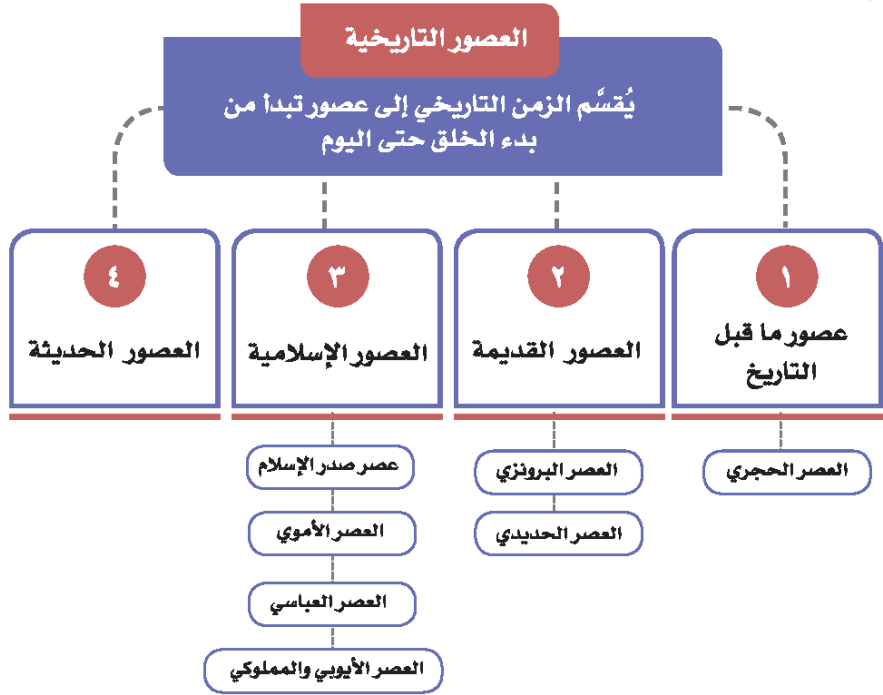 العصور التاريخية
يُقسَّم الزمن التاريخي إلى عصور تبدأ من
بدء الخلق حتى اليوم
١
عصور ما قبل
التاريخ
العصر الحجري
٢
العصور القديمة
العصر البرونزي
العصر الحديدي
٣
العصور الإسلامية
عصر صدر الإسلام
العصر الأموي
العصر العباسي
العصر الأيوبي والمملوكي
٤
العصور الحديثة